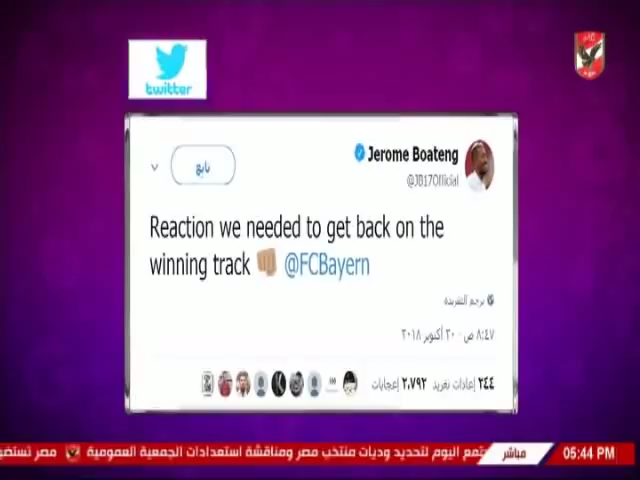 twitter
Jerome Boateng
@JB17Official
تابع
Reaction we needed to get back on the
winning track 👊🏽 @FCBayern
ترجم التغريدة
٨:٤٧ ص - ٢٠ أكتوبر ٢٠١٨
٢٤٤ إعادات تغريد ٢،٧٩٢ إعجابات
05:44 PM
مباشر
تمع اليوم لتحديد وديات منتخب مصر ومناقشة استعدادات الجمعية العمومية
مصر تستضي